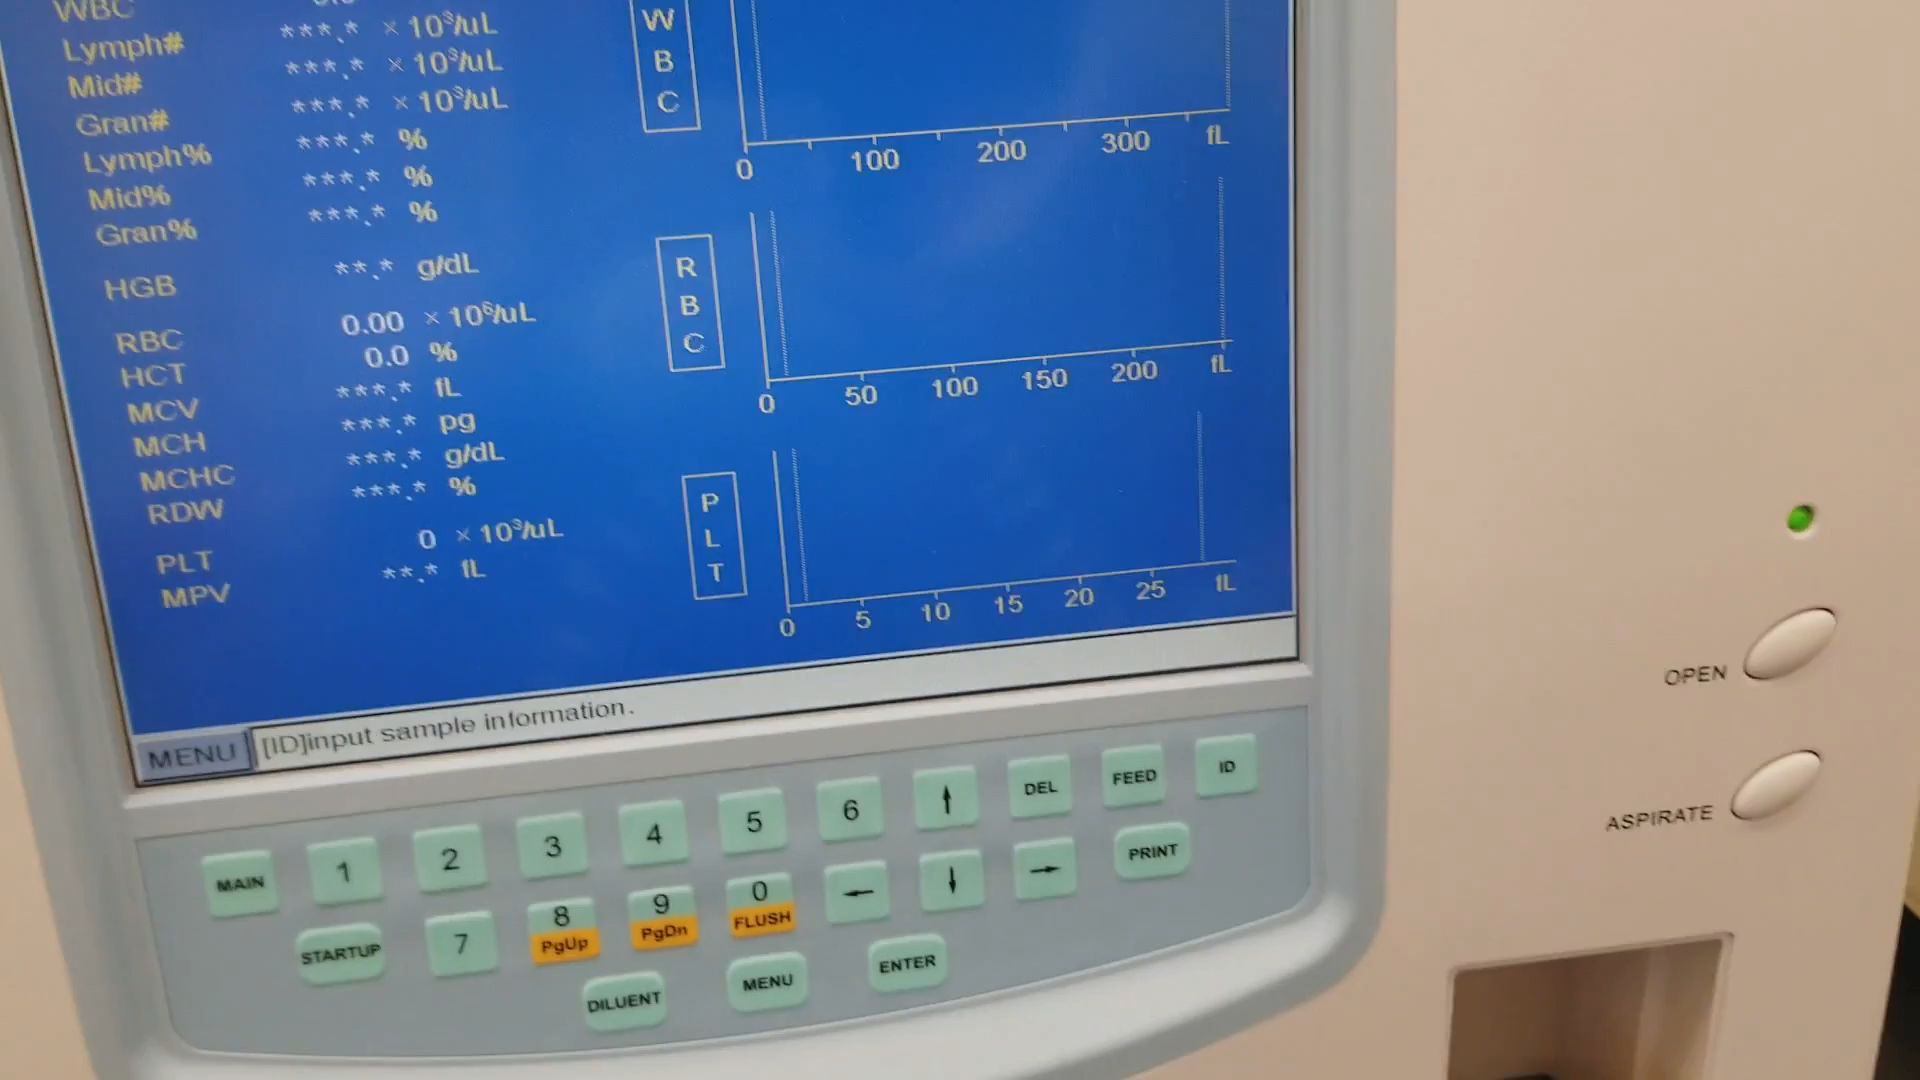 WBC
Lymph# ***.* × 10³/uL
Mid# ***.* × 10³/uL
Gran# ***.* × 10³/uL
Lymph% ***.* %
Mid% ***.* %
Gran% ***.* %
HGB **.* g/dL
RBC 0.00 × 10⁶/uL
HCT 0.0 %
MCV ***.* fL
MCH ***.* pg
MCHC ***.* g/dL
RDW ***.* %
PLT 0 × 10³/uL
MPV **.* fL
WBC
0 100 200 300 fL
RBC
0 50 100 150 200 fL
PLT
0 5 10 15 20 25 fL
MENU [ID]input sample information.
MAIN 1 2 3 4 5 6 ↑ DEL FEED ID
STARTUP 7 8 PgUp 9 PgDn 0 FLUSH ← ↓ → PRINT
DILUENT MENU ENTER
OPEN
ASPIRATE